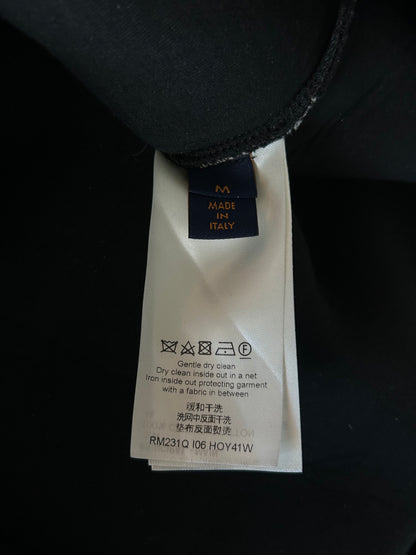 M
MADE
IN
ITALY
Gentle dry clean
Dry clean inside out in a net
Iron inside out protecting garment
with a fabric in between
缓和干洗
洗网中反面干洗
垫布反面熨烫
RM231Q I06 HOY41W